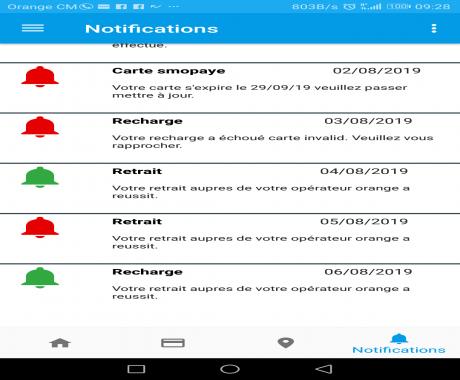 Orange CM 803B/s 100 09:28
Notifications
effectué.
Carte smopaye 02/08/2019
Votre carte s'expire le 29/09/19 veuillez passer
mettre à jour.
Recharge 03/08/2019
Votre recharge a échoué carte invalid. Veuillez vous
rapprocher.
Retrait 04/08/2019
Votre retrait aupres de votre opérateur orange a
reussit.
Retrait 05/08/2019
Votre retrait aupres de votre opérateur orange a
reussit.
Recharge 06/08/2019
Votre retrait aupres de votre opérateur orange a
reussit.
Notifications